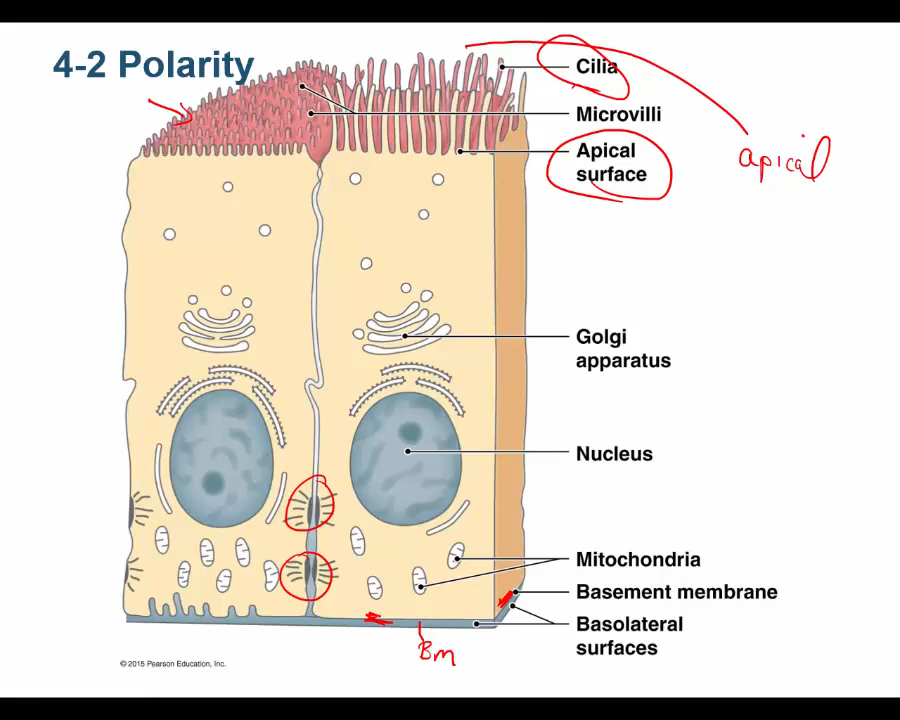 4-2 Polarity
Cilia
Microvilli
Apical
surface
apical
Golgi
apparatus
Nucleus
Mitochondria
Basement membrane
Basolateral
surfaces
Bm
© 2015 Pearson Education, Inc.